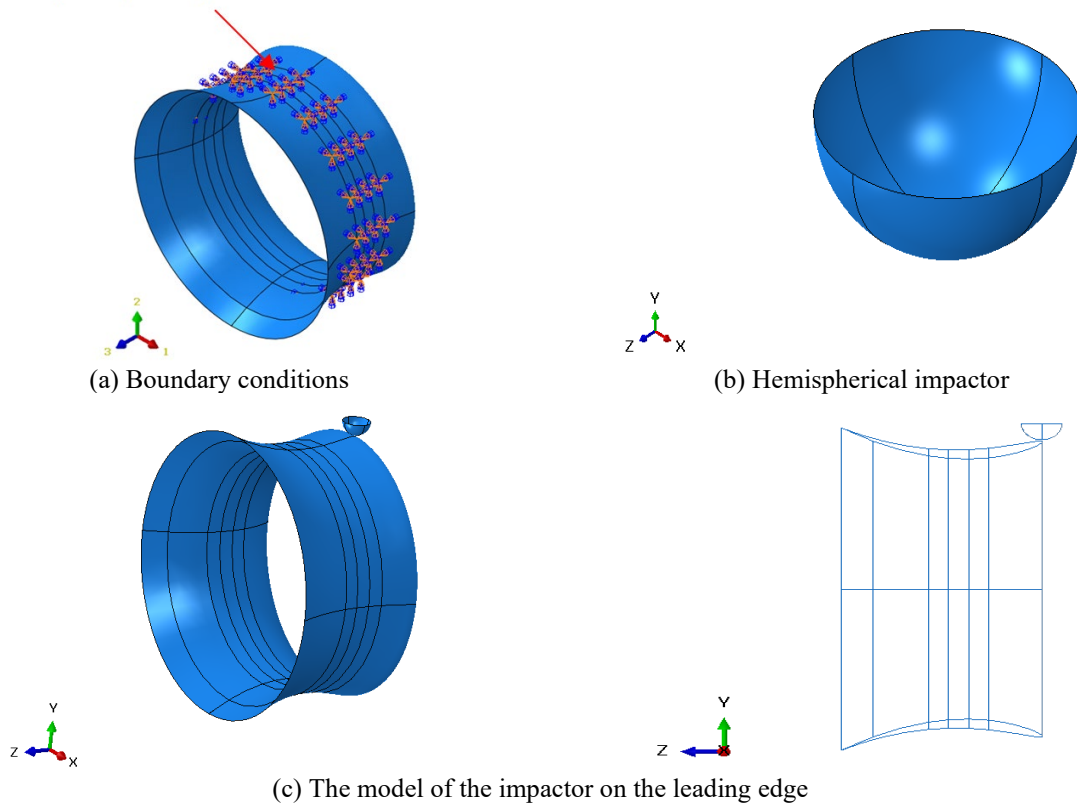 2
3
1
Y
Z
X
(a) Boundary conditions
(b) Hemispherical impactor
Y
Z
X
Y
Z
X
(c) The model of the impactor on the leading edge